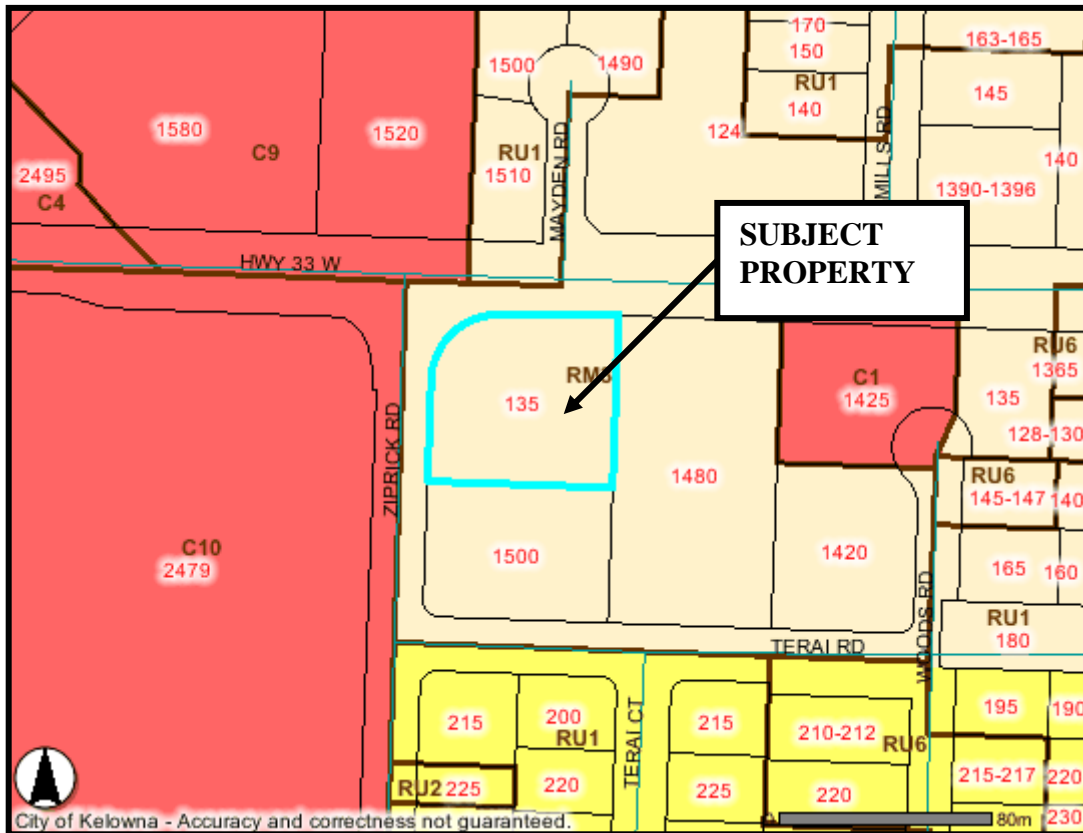 170
163-165
150
1500
1490
RU1
145
140
1580
1520
124
C9
RU1
1510
MAYDEN RD
MILLS RD
140
2495
C4
1390-1396
SUBJECT
PROPERTY
HWY 33 W
RU6
1365
135
128-130
C1
1425
135
ZIPRICK RD
1480
RU6
145-147
140
C10
2479
1500
1420
165
160
WOODS RD
RU1
180
TERAI RD
215
200
RU1
TERAI CT
215
210-212
RU6
195
190
RU2
225
220
225
220
215-217
220
230
City of Kelowna - Accuracy and correctness not guaranteed.
80m